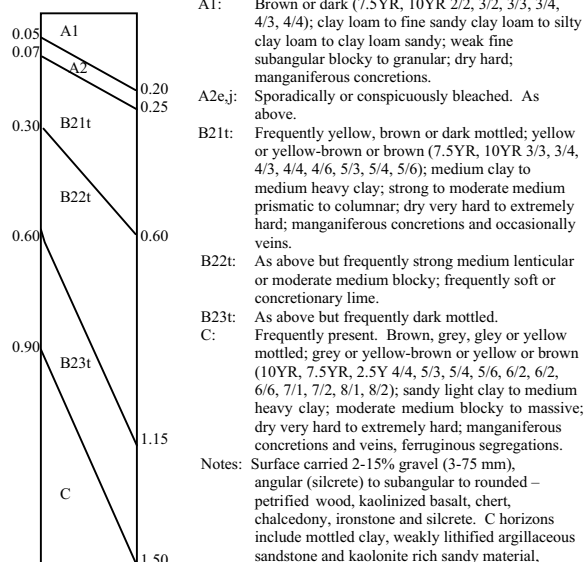 A1: Brown or dark (7.5YR, 10YR 2/2, 3/2, 3/3, 3/4,
4/3, 4/4); clay loam to fine sandy clay loam to silty
clay loam to clay loam sandy; weak fine
subangular blocky to granular; dry hard;
manganiferous concretions.
A2e,j: Sporadically or conspicuously bleached. As
above.
B21t: Frequently yellow, brown or dark mottled; yellow
or yellow-brown or brown (7.5YR, 10YR 3/3, 3/4,
4/3, 4/4, 4/6, 5/3, 5/4, 5/6); medium clay to
medium heavy clay; strong to moderate medium
prismatic to columnar; dry very hard to extremely
hard; manganiferous concretions and occasionally
veins.
B22t: As above but frequently strong medium lenticular
or moderate medium blocky; frequently soft or
concretionary lime.
B23t: As above but frequently dark mottled.
C: Frequently present. Brown, grey, gley or yellow
mottled; grey or yellow-brown or yellow or brown
(10YR, 7.5YR, 2.5Y 4/4, 5/3, 5/4, 5/6, 6/2, 6/2,
6/6, 7/1, 7/2, 8/1, 8/2); sandy light clay to medium
heavy clay; moderate medium blocky to massive;
dry very hard to extremely hard; manganiferous
concretions and veins, ferruginous segregations.
Notes: Surface carried 2-15% gravel (3-75 mm),
angular (silcrete) to subangular to rounded –
petrified wood, kaolinized basalt, chert,
chalcedony, ironstone and silcrete. C horizons
include mottled clay, weakly lithified argillaceous
sandstone and kaolonite rich sandy material,
0.05
A1
0.07
A2
0.20
0.25
B21t
0.30
B22t
0.60
0.60
0.90
B23t
1.15
C
1.50